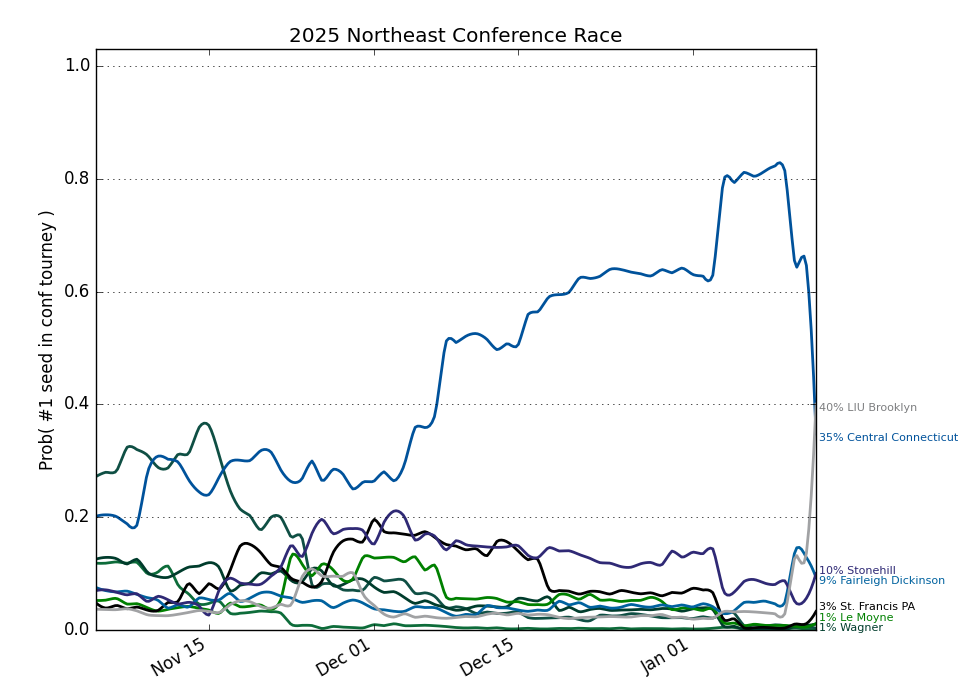 2025 Northeast Conference Race
Prob( #1 seed in conf tourney )
1.0
0.8
0.6
0.4
0.2
0.0
Nov 15
Dec 01
Dec 15
Jan 01
40% LIU Brooklyn
35% Central Connecticut
10% Stonehill
9% Fairleigh Dickinson
3% St. Francis PA
1% Le Moyne
1% Wagner